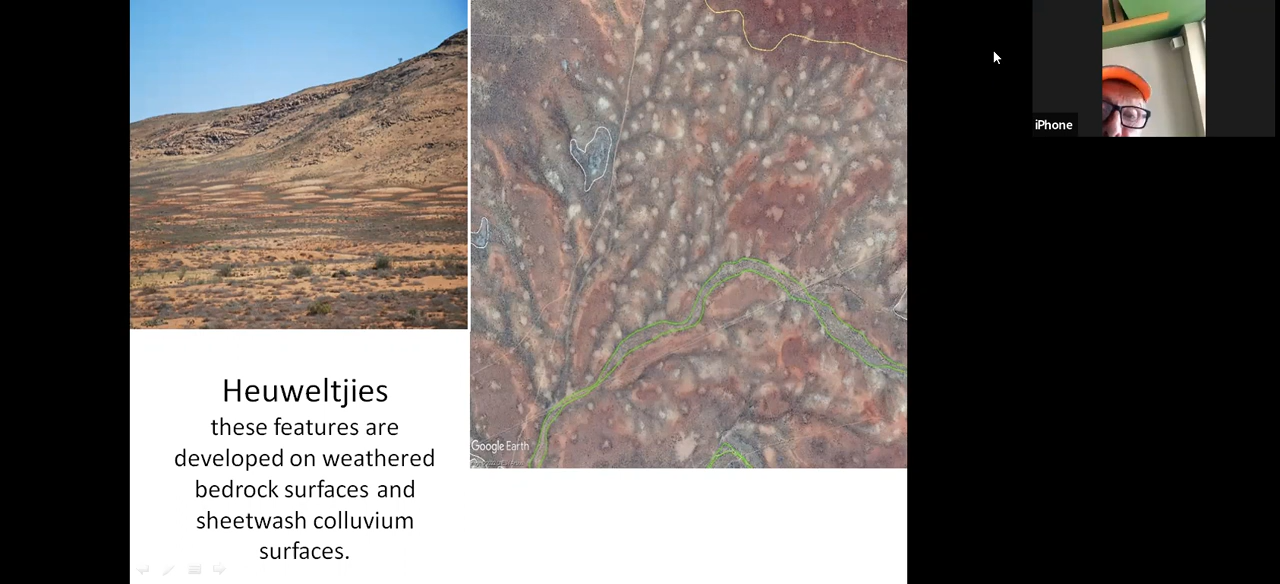 Heuweltjies
these features are
developed on weathered
bedrock surfaces and
sheetwash colluvium
surfaces.
Google Earth
iPhone